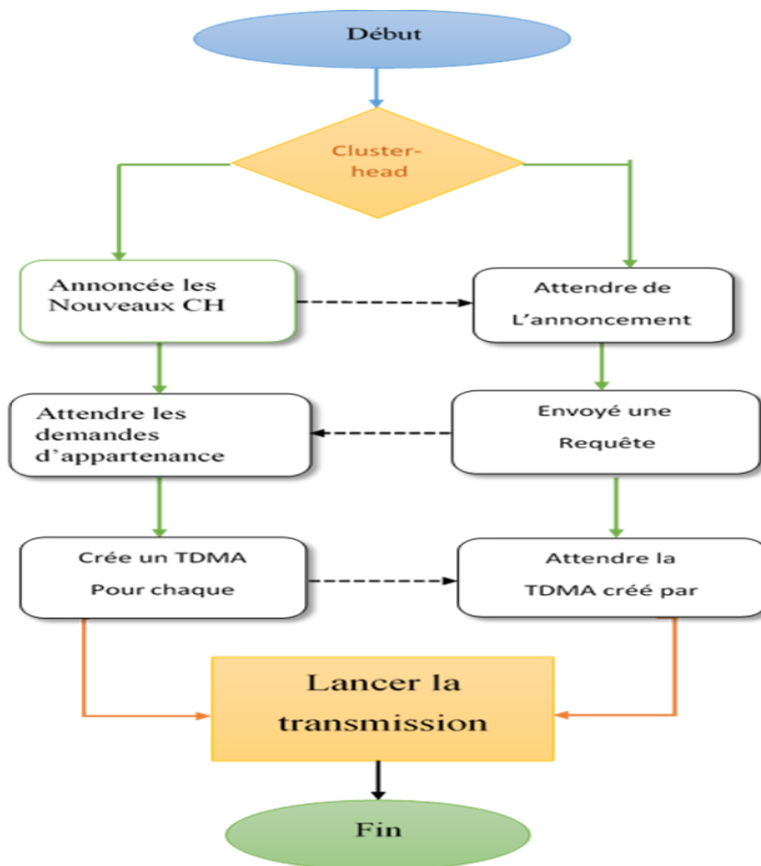 Début
Cluster-
head
Annoncée les
Nouveaux CH
Attendre de
L’annoncement
Attendre les
demandes
d’appartenance
Envoyé une
Requête
Crée un TDMA
Pour chaque
Attendre la
TDMA créé par
Lancer la
transmission
Fin